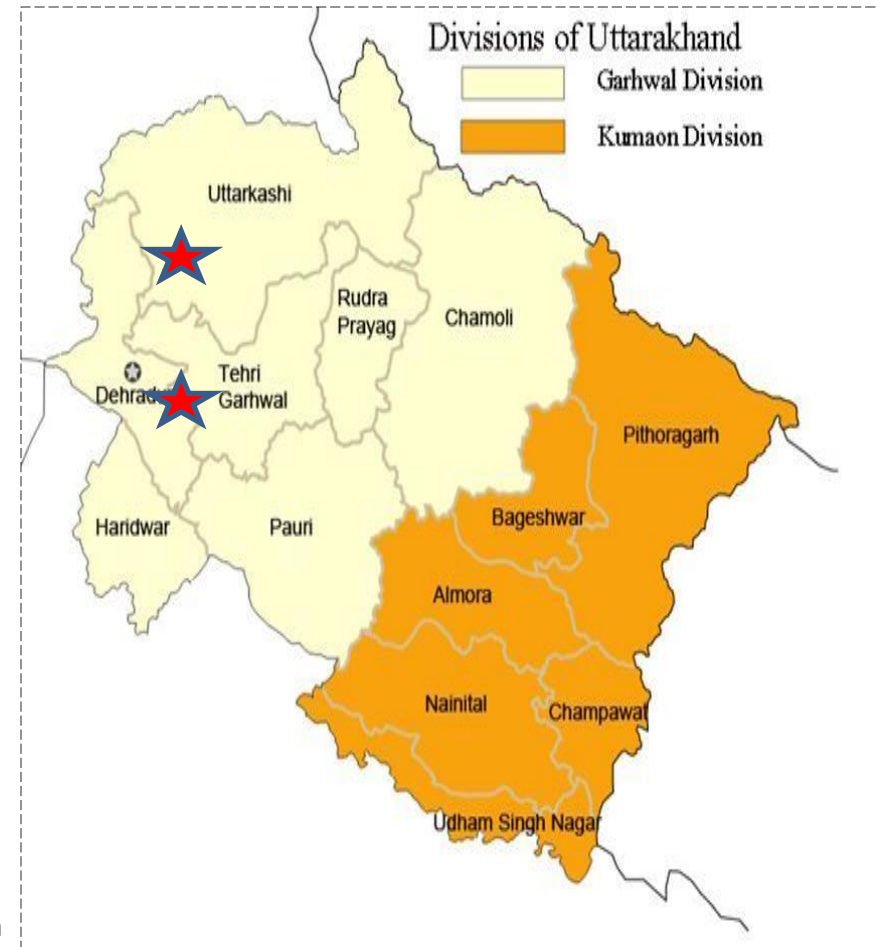 Divisions of Uttarakhand
Garhwal Division
Kumaon Division
Uttarkashi
Rudra
Prayag
Chamoli
Tehri
Garhwal
Pithoragarh
Bageshwar
Haridwar
Pauri
Almora
Nainital
Champawat
Udham Singh Nagar